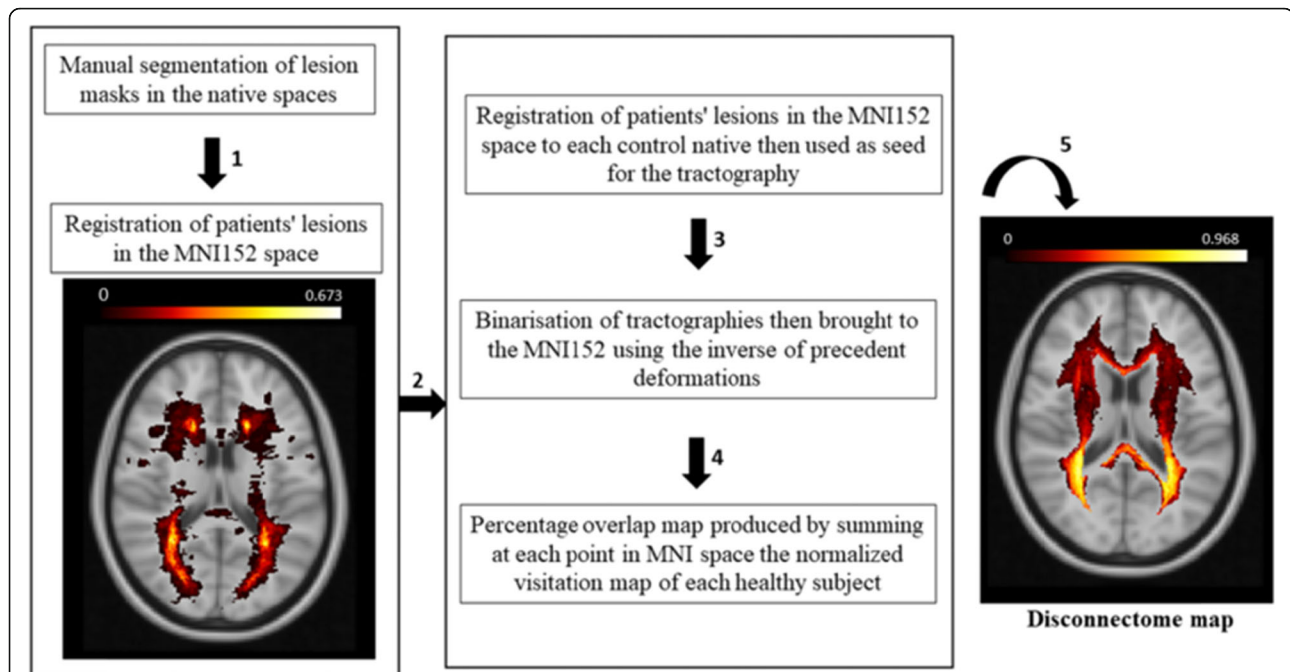 Manual segmentation of lesion
masks in the native spaces
1
Registration of patients' lesions
in the MNI152 space
0 0.673
2
Registration of patients' lesions in the MNI152
space to each control native then used as seed
for the tractography
3
Binarisation of tractographies then brought to
the MNI152 using the inverse of precedent
deformations
4
Percentage overlap map produced by summing
at each point in MNI space the normalized
visitation map of each healthy subject
5
0 0.968
Disconnectome map